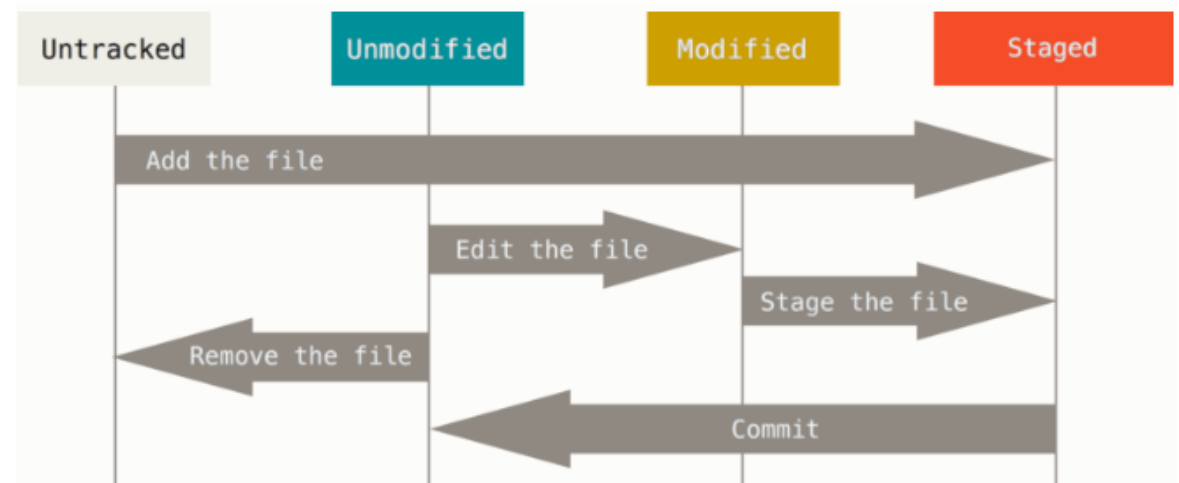 Untracked
Unmodified
Modified
Staged
Add the file
Edit the file
Stage the file
Remove the file
Commit